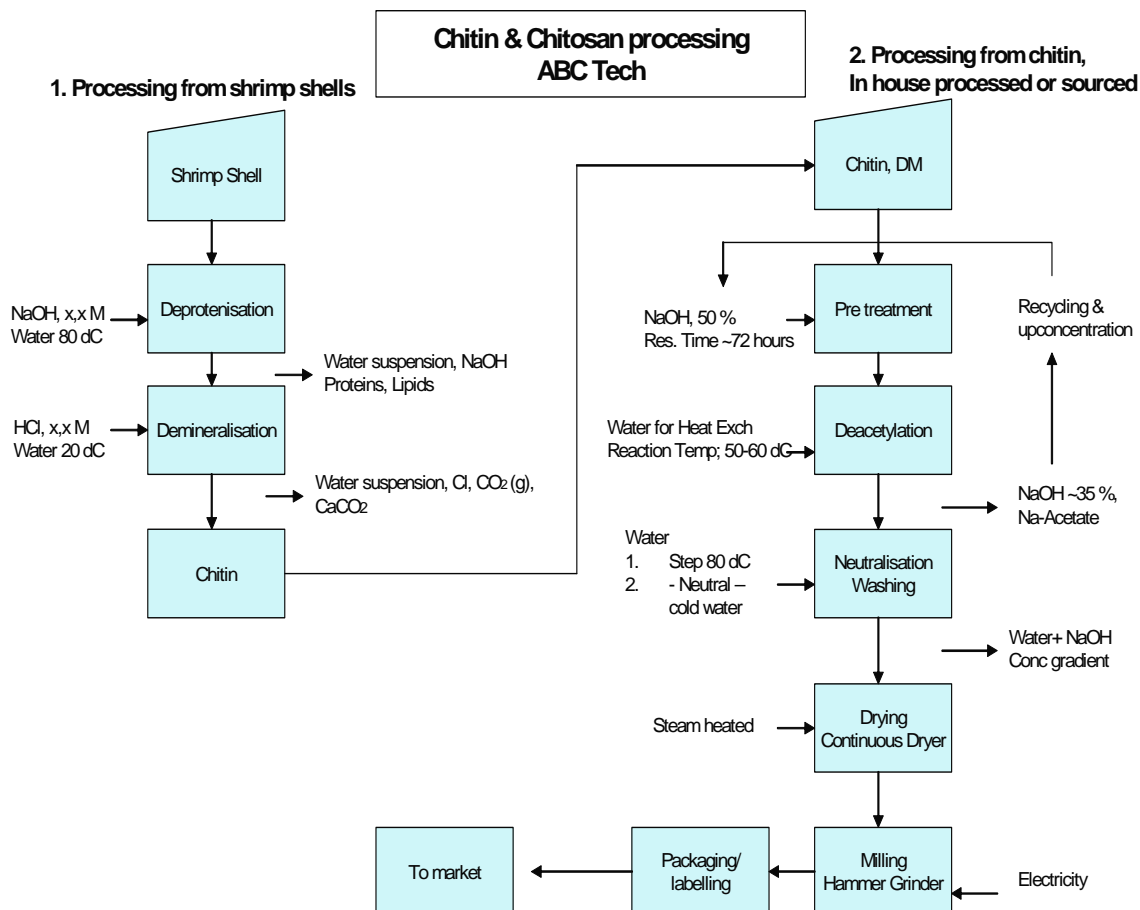 Chitin & Chitosan processing
ABC Tech
1. Processing from shrimp shells
2. Processing from chitin,
In house processed or sourced
Shrimp Shell
Deprotenisation
NaOH, x,x M
Water 80 dC
Water suspension, NaOH
Proteins, Lipids
Demineralisation
HCl, x,x M
Water 20 dC
Water suspension, Cl, CO2 (g),
CaCO2
Chitin
Chitin, DM
Pre treatment
NaOH, 50 %
Res. Time ~72 hours
Recycling &
upconcentration
Deacetylation
Water for Heat Exch
Reaction Temp; 50-60 dC
NaOH ~35 %,
Na-Acetate
Water
1. Step 80 dC
2. - Neutral –
cold water
Neutralisation
Washing
Water+ NaOH
Conc gradient
Steam heated
Drying
Continuous Dryer
Milling
Hammer Grinder
Electricity
Packaging/
labelling
To market